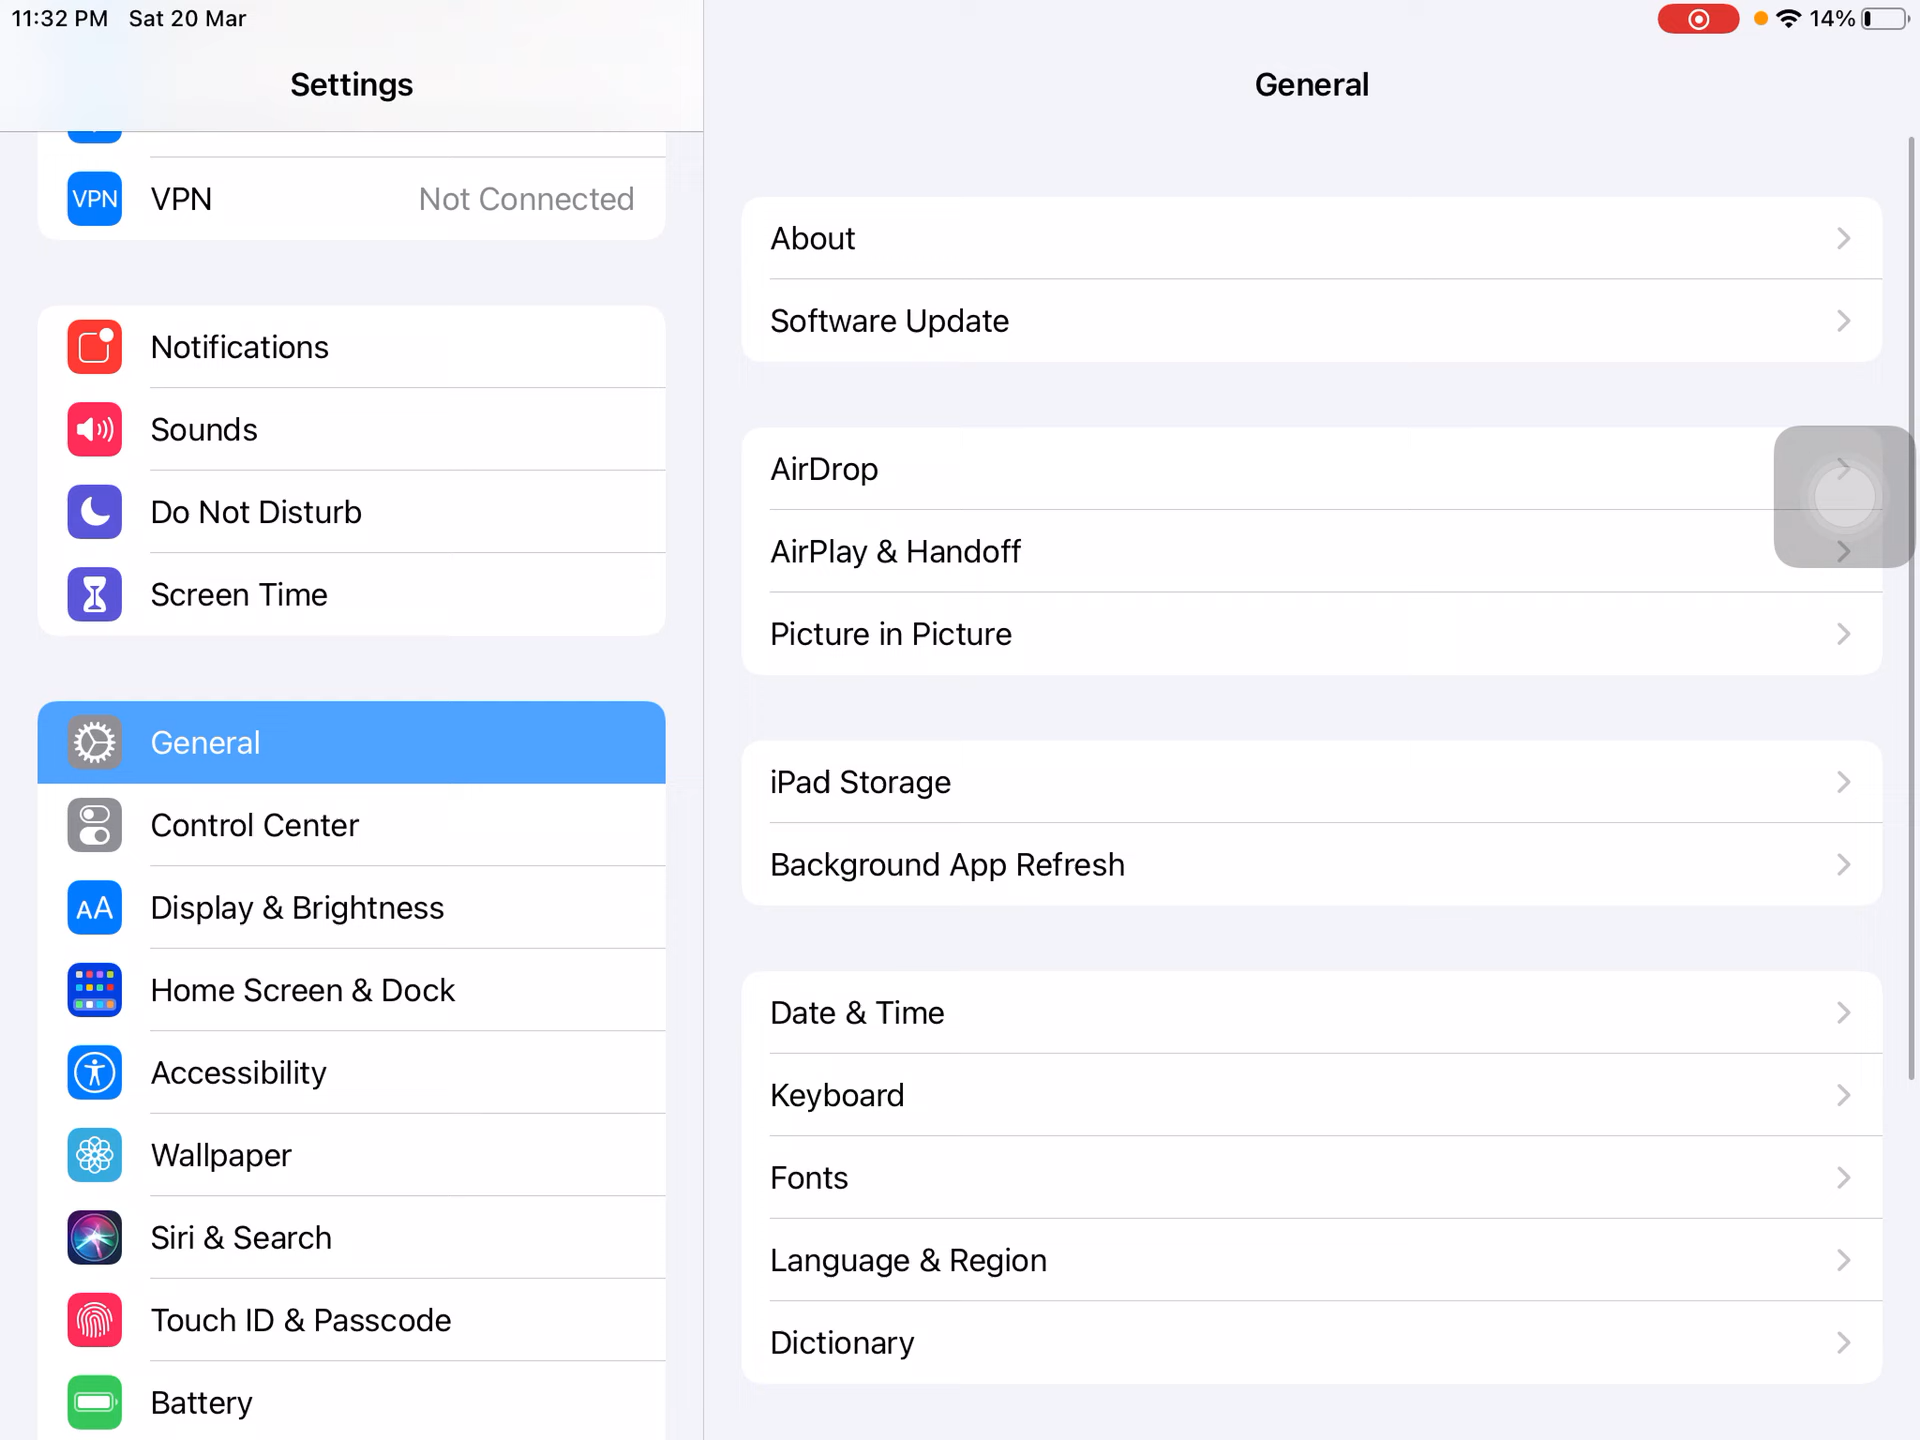 11:32 PM Sat 20 Mar
14%
Settings
VPN VPN Not Connected
Notifications
Sounds
Do Not Disturb
Screen Time
General
Control Center
AA Display & Brightness
Home Screen & Dock
Accessibility
Wallpaper
Siri & Search
Touch ID & Passcode
Battery
General
About
Software Update
AirDrop
AirPlay & Handoff
Picture in Picture
iPad Storage
Background App Refresh
Date & Time
Keyboard
Fonts
Language & Region
Dictionary